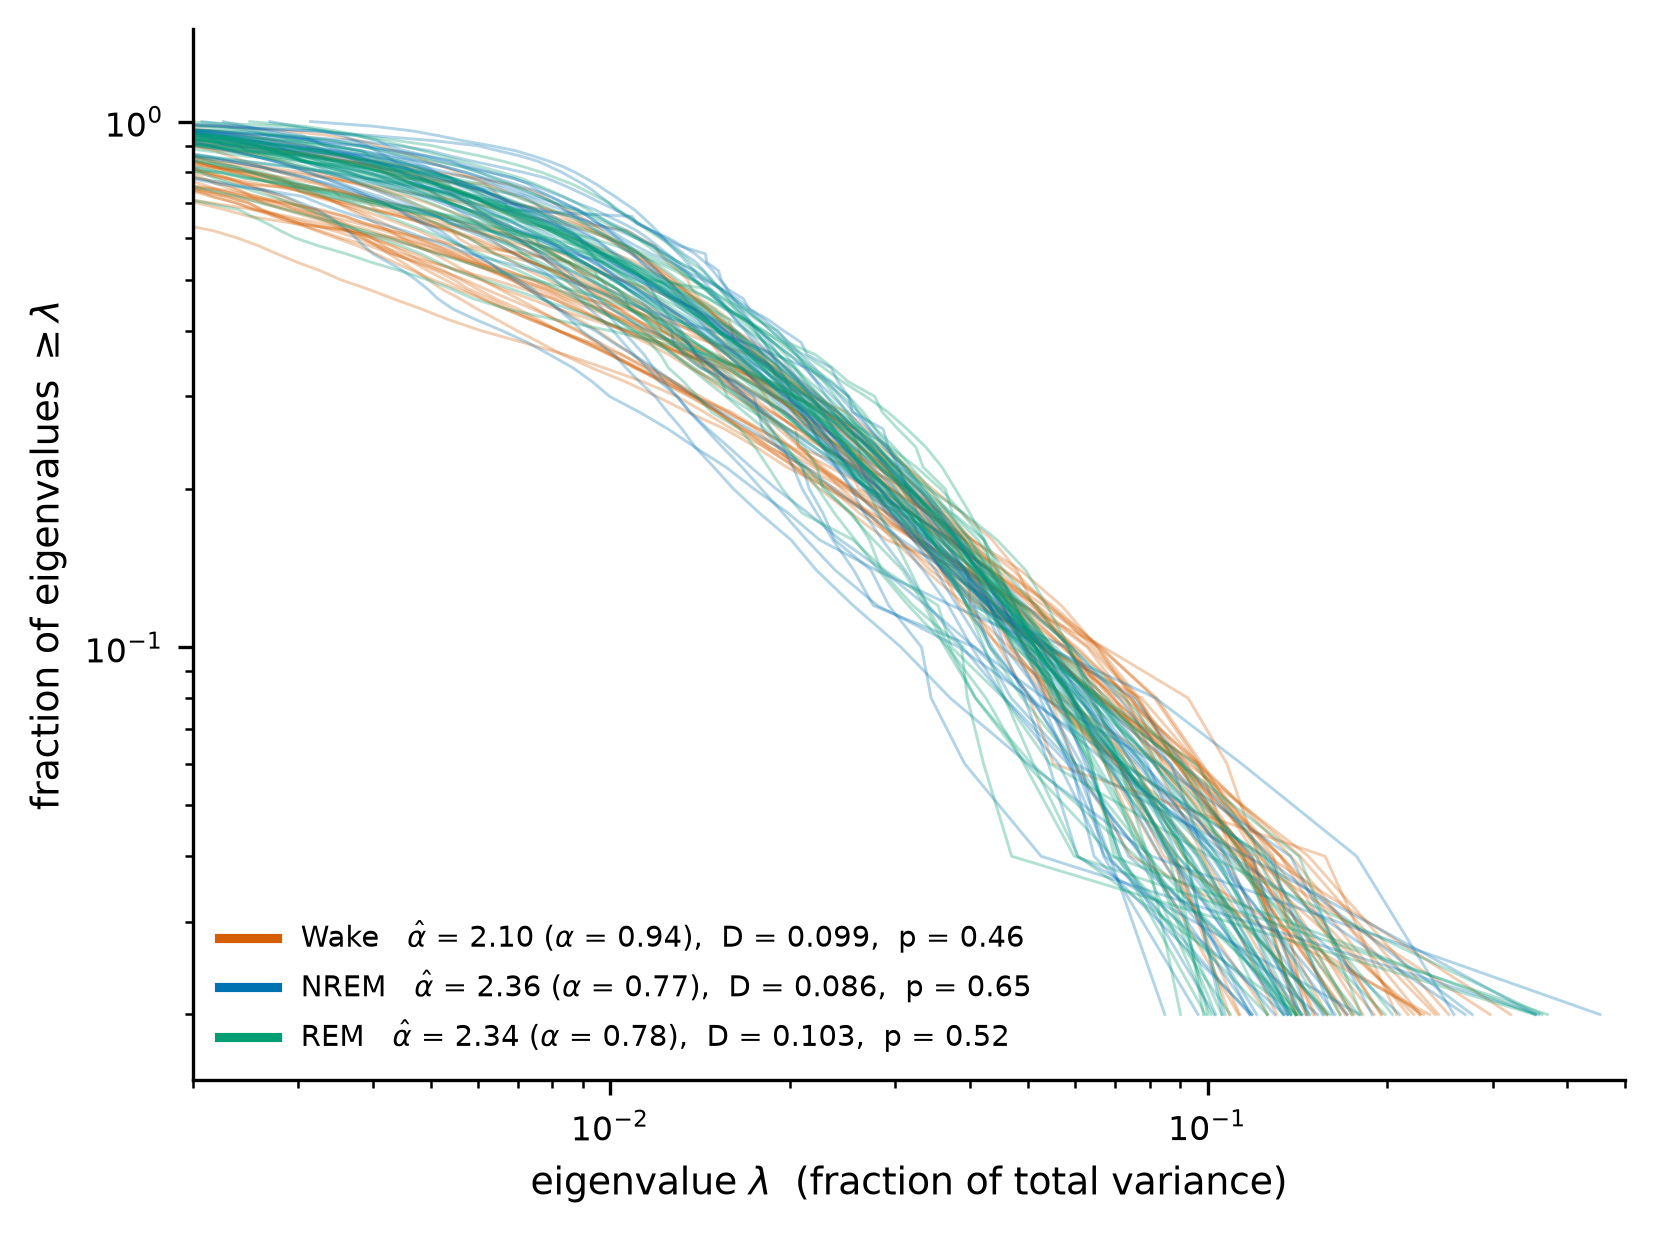 10⁰
10⁻¹
fraction of eigenvalues ≥ λ
Wake α̂ = 2.10 (α = 0.94), D = 0.099, p = 0.46
NREM α̂ = 2.36 (α = 0.77), D = 0.086, p = 0.65
REM α̂ = 2.34 (α = 0.78), D = 0.103, p = 0.52
10⁻² 10⁻¹
eigenvalue λ (fraction of total variance)